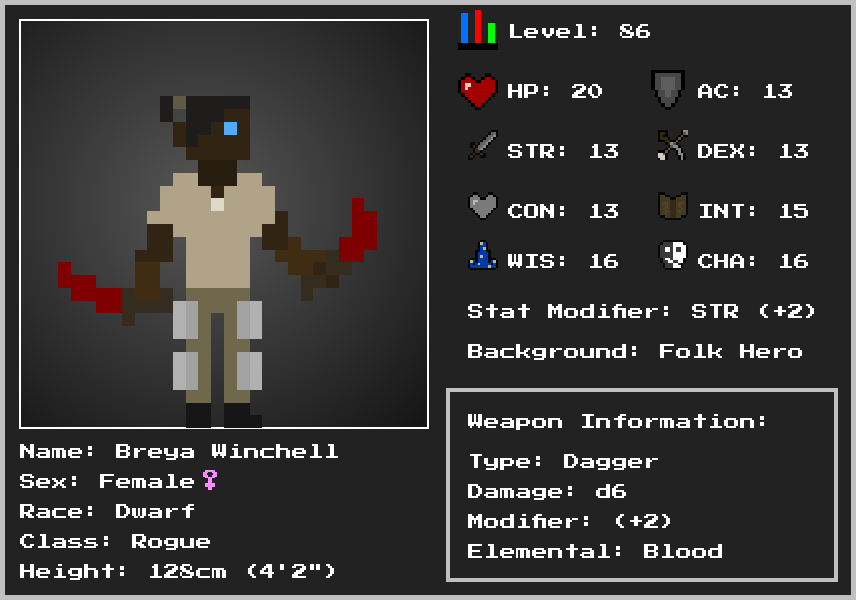 Level: 86
HP: 20 AC: 13
STR: 13 DEX: 13
CON: 13 INT: 15
WIS: 16 CHA: 16
Stat Modifier: STR (+2)
Background: Folk Hero
Name: Breya Winchell
Sex: Female♀
Race: Dwarf
Class: Rogue
Height: 128cm (4'2")
Weapon Information:
Type: Dagger
Damage: d6
Modifier: (+2)
Elemental: Blood